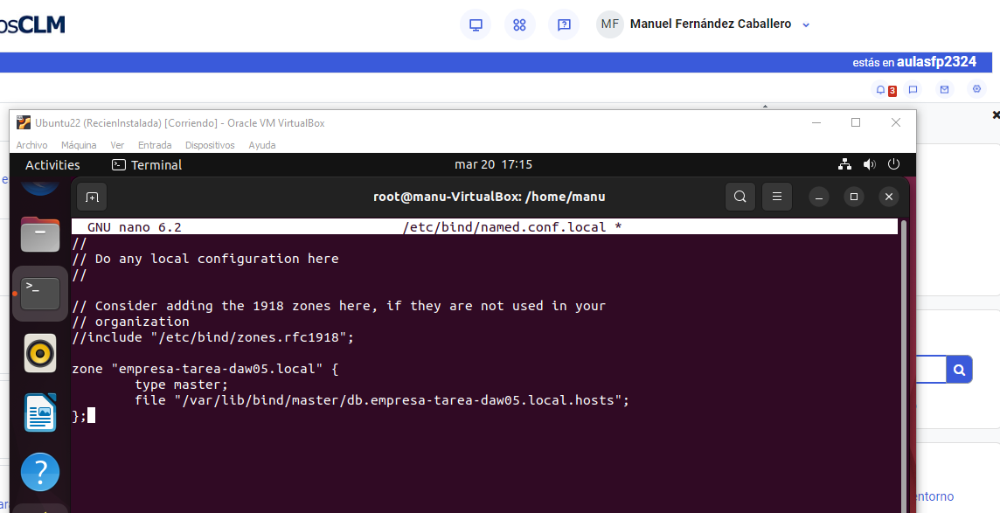 osCLM
MF Manuel Fernández Caballero
estás en aulasfp2324
3
Ubuntu22 (RecienInstalada) [Corriendo] - Oracle VM VirtualBox
Archivo Máquina Ver Entrada Dispositivos Ayuda
Activities Terminal mar 20 17:15
root@manu-VirtualBox: /home/manu
GNU nano 6.2 /etc/bind/named.conf.local *
//
// Do any local configuration here
//
// Consider adding the 1918 zones here, if they are not used in your
// organization
//include "/etc/bind/zones.rfc1918";
zone "empresa-tarea-daw05.local" {
type master;
file "/var/lib/bind/master/db.empresa-tarea-daw05.local.hosts";
};
entorno